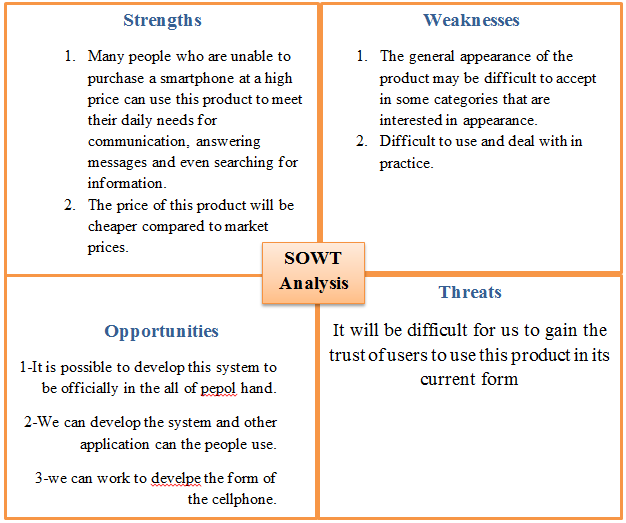 Strengths
1. Many people who are unable to
purchase a smartphone at a high
price can use this product to meet
their daily needs for
communication, answering
messages and even searching for
information.
2. The price of this product will be
cheaper compared to market
prices.
Weaknesses
1. The general appearance of the
product may be difficult to accept
in some categories that are
interested in appearance.
2. Difficult to use and deal with in
practice.
SOWT
Analysis
Opportunities
1-It is possible to develop this system to
be officially in the all of pepol hand.
2-We can develop the system and other
application can the people use.
3-we can work to develpe the form of
the cellphone.
Threats
It will be difficult for us to gain the
trust of users to use this product in its
current form